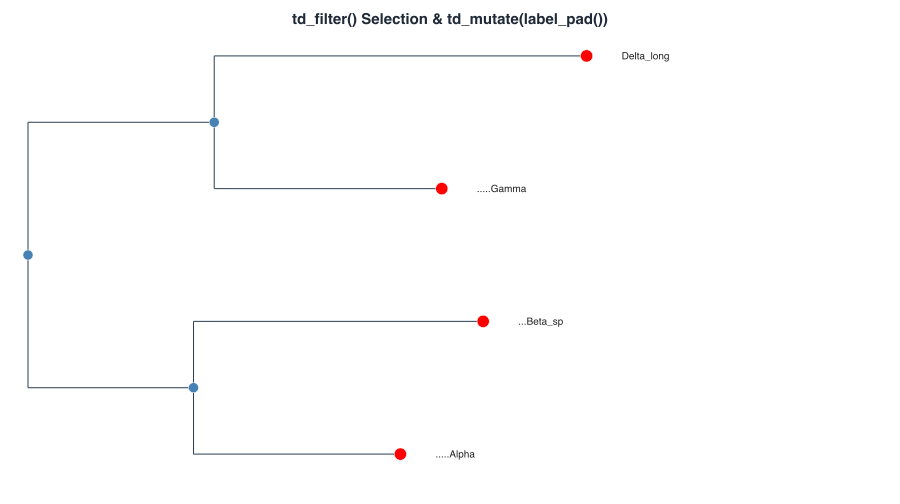 td_filter() Selection & td_mutate(label_pad())
Delta_long
.....Gamma
...Beta_sp
.....Alpha